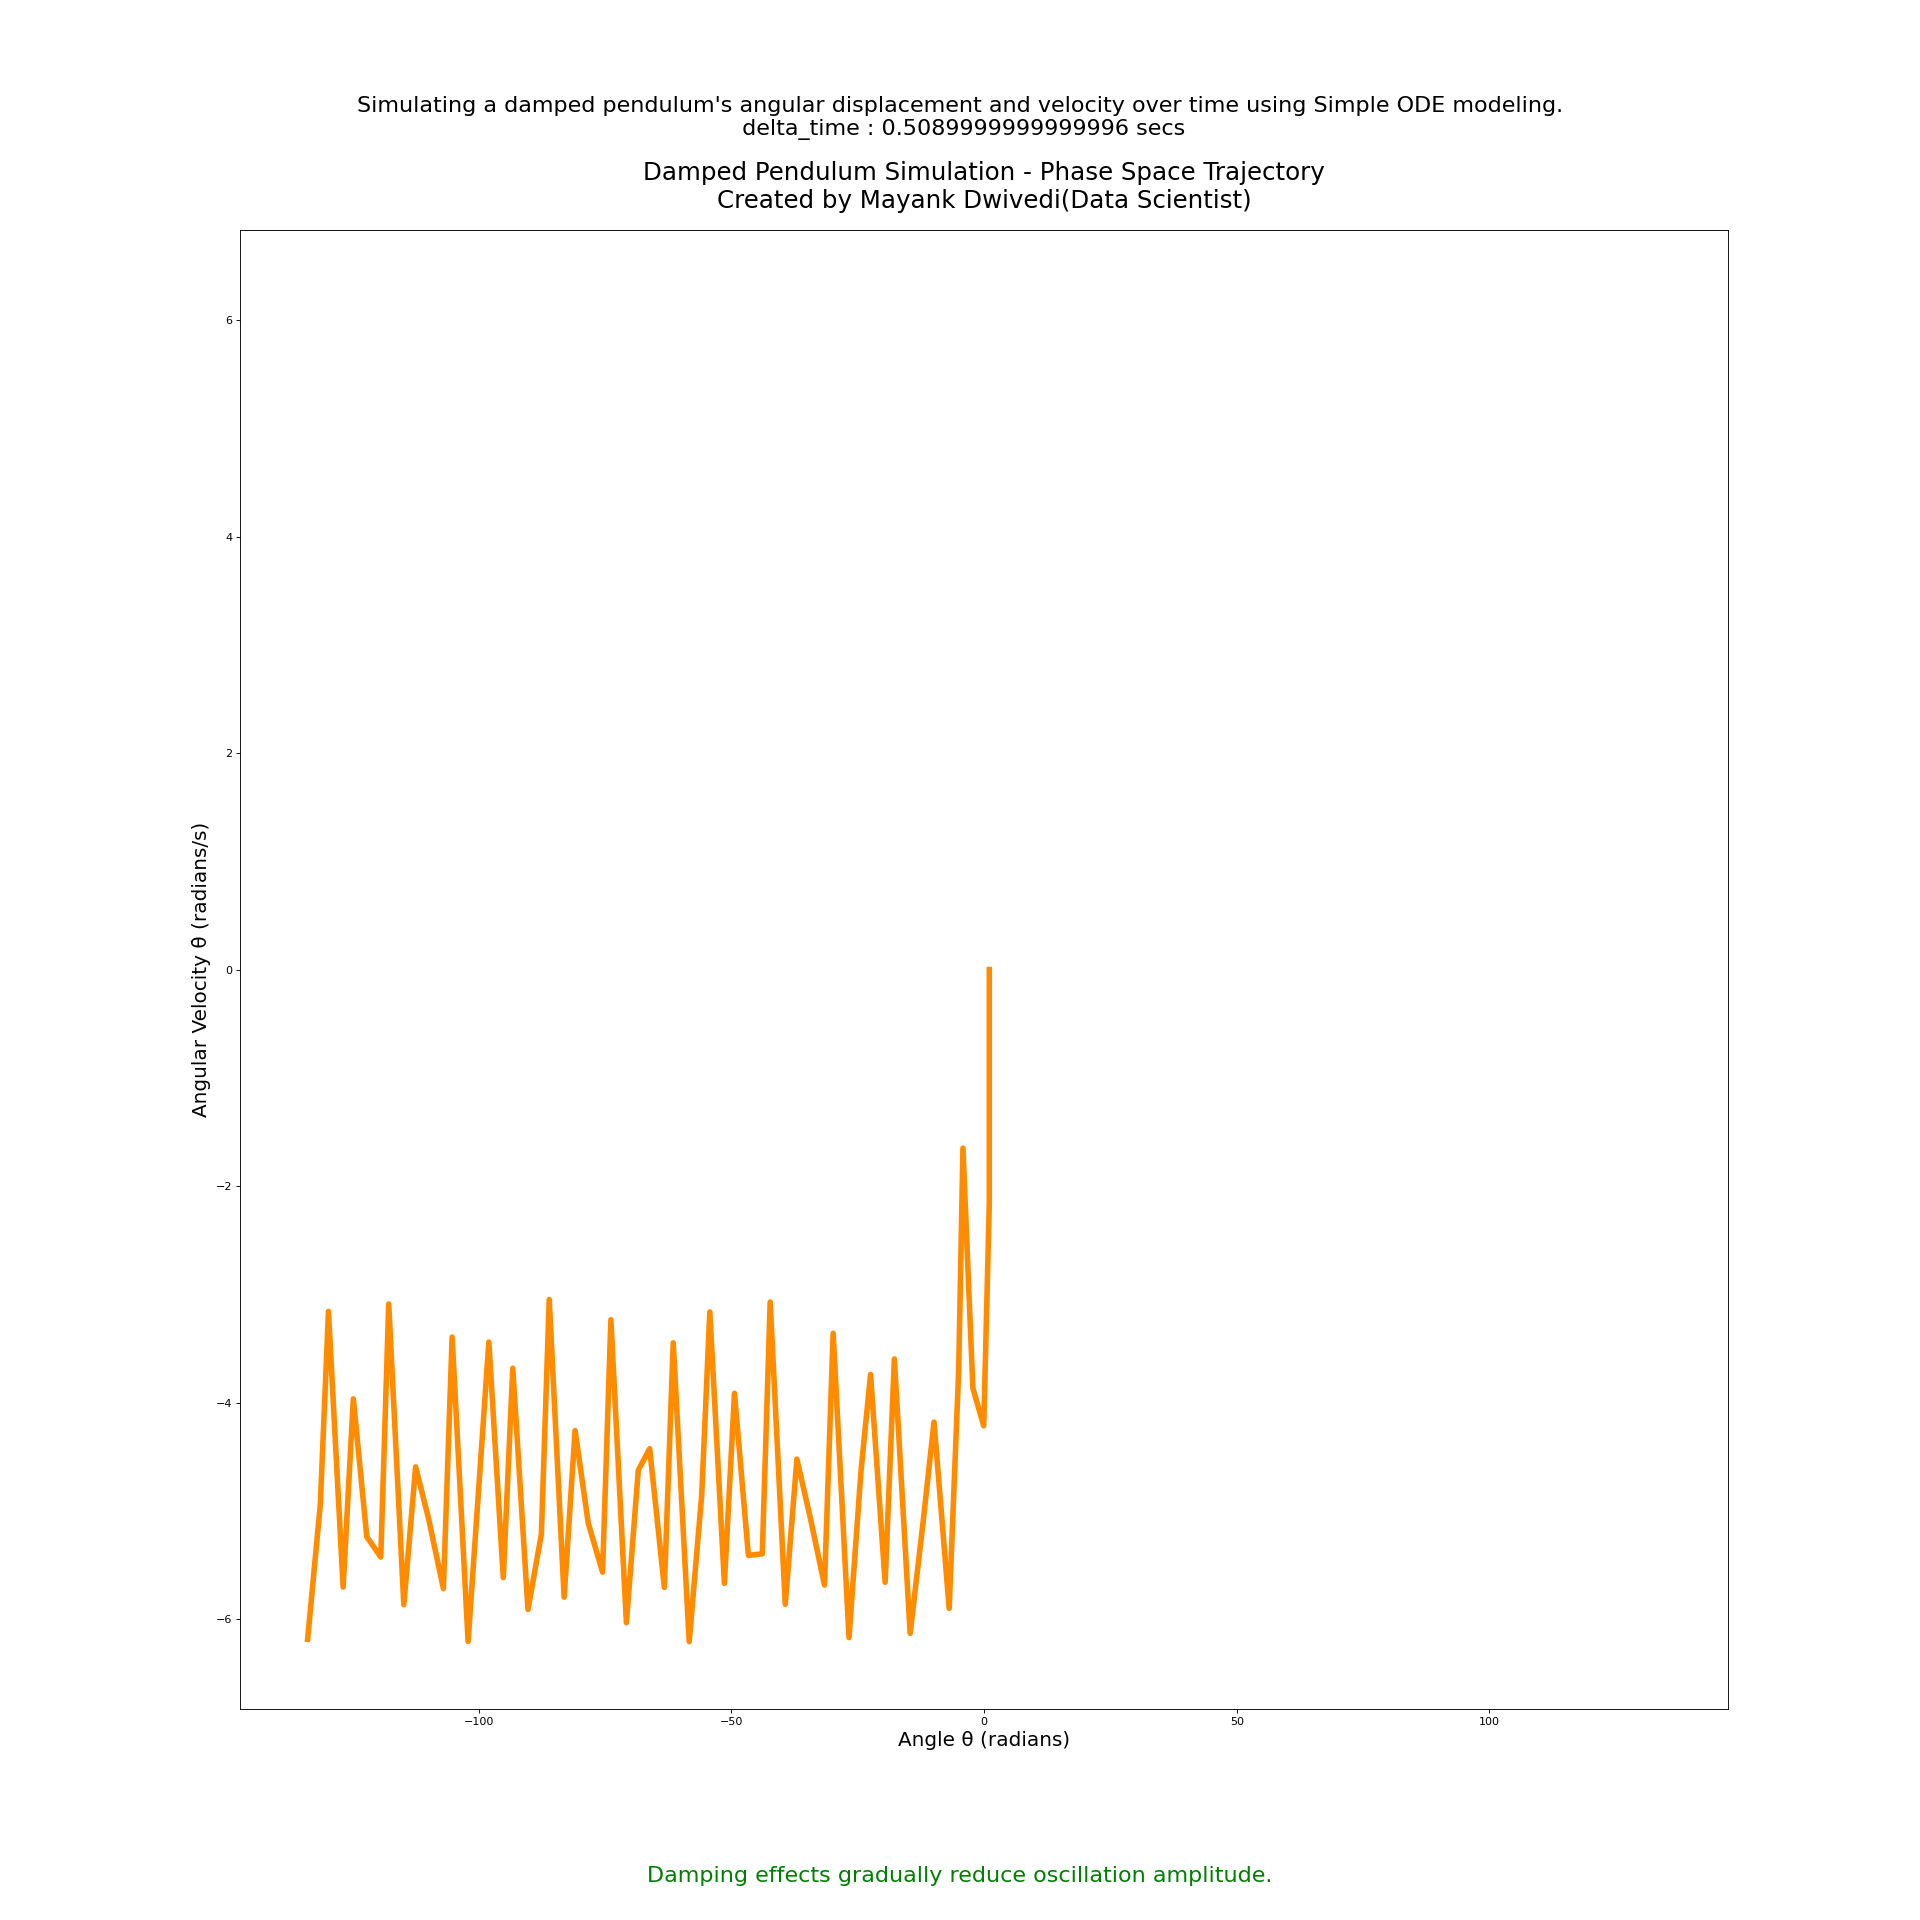 Simulating a damped pendulum's angular displacement and velocity over time using Simple ODE modeling.
delta_time : 0.5089999999999996 secs
Damped Pendulum Simulation - Phase Space Trajectory
Created by Mayank Dwivedi(Data Scientist)
6
4
2
0
−2
−4
−6
Angular Velocity θ (radians/s)
−100
−50
0
50
100
Angle θ (radians)
Damping effects gradually reduce oscillation amplitude.